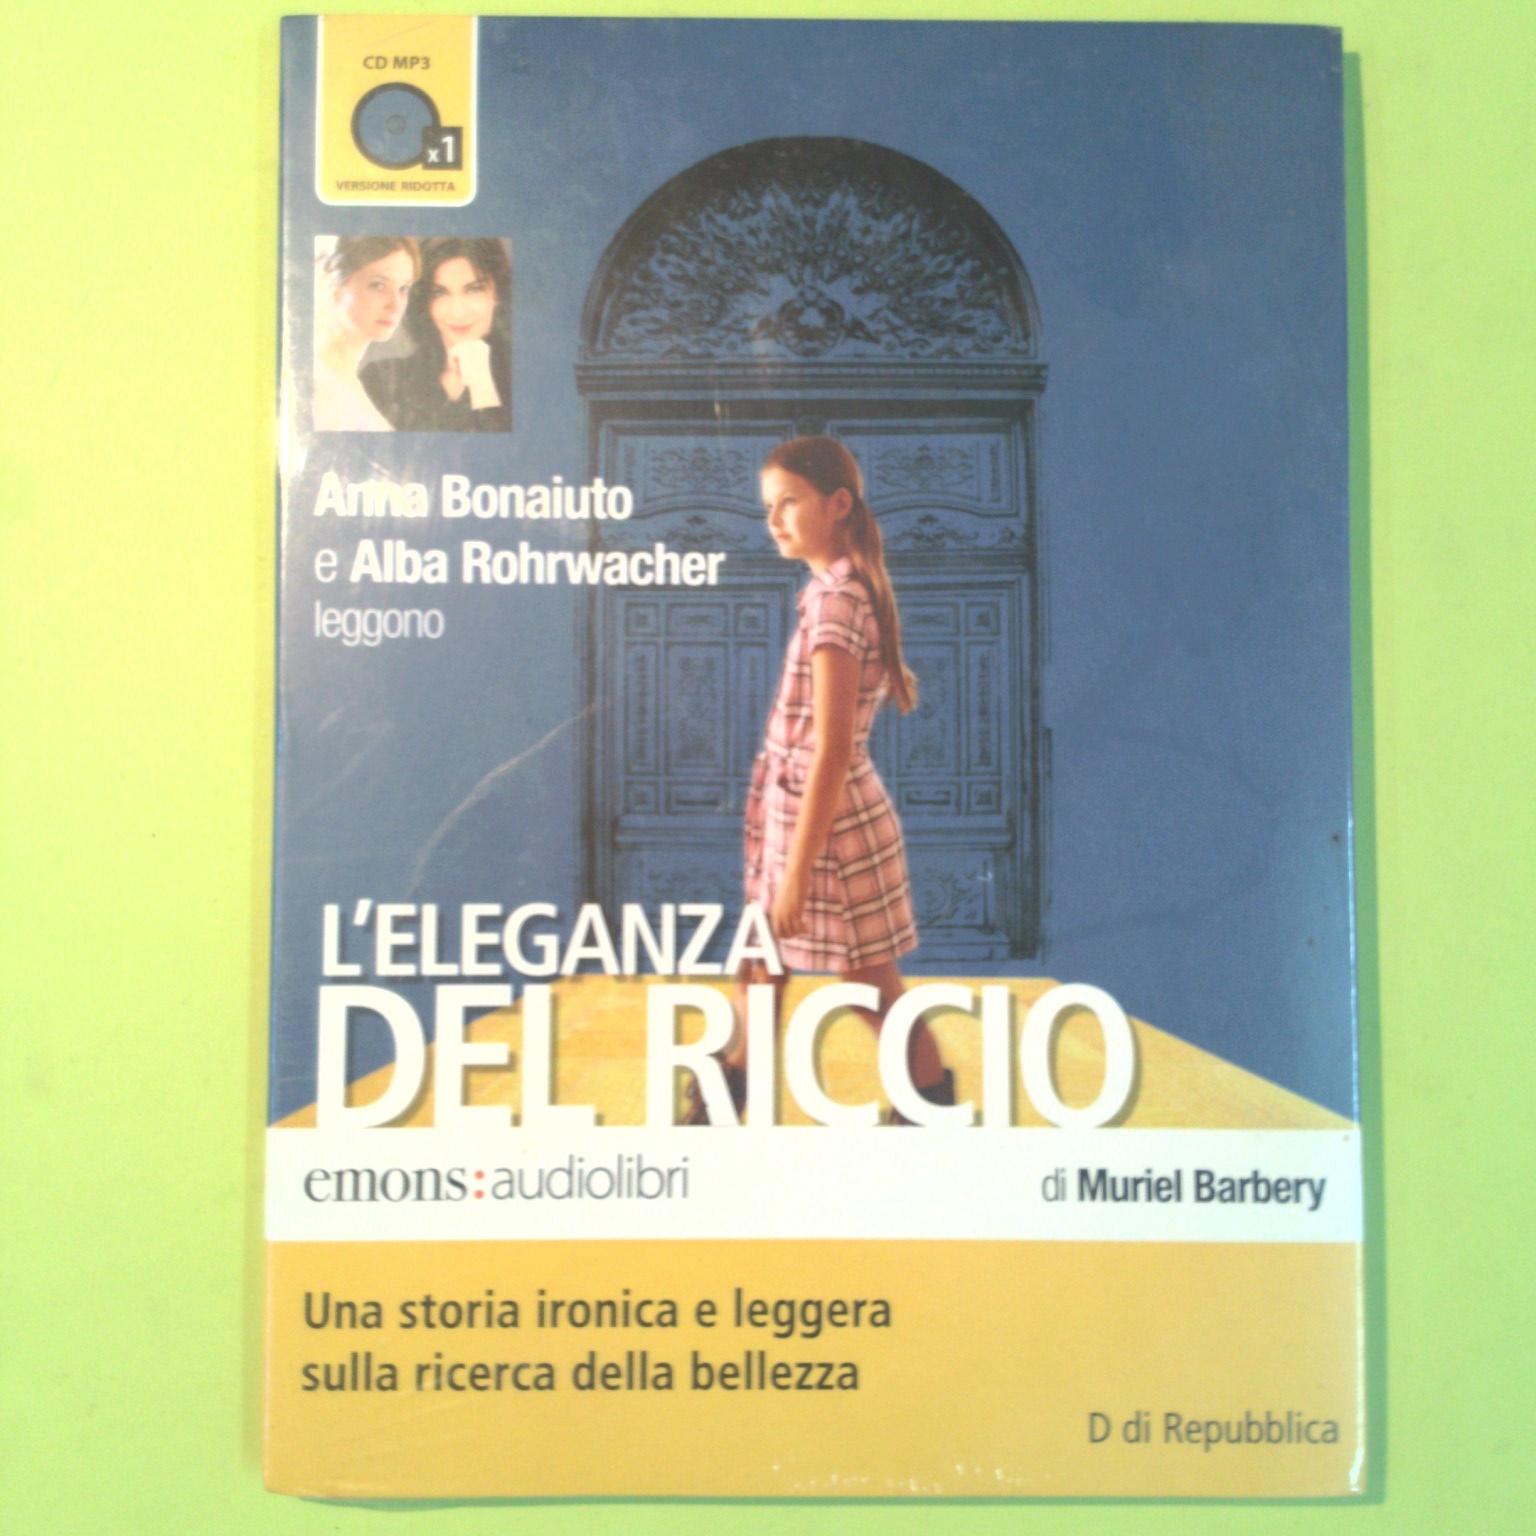 CD MP3
x1
VERSIONE RIDOTTA
Anna Bonaiuto
e Alba Rohrwacher
leggono
L'ELEGANZA
DEL RICCIO
emons:audiolibri
di Muriel Barbery
Una storia ironica e leggera
sulla ricerca della bellezza
D di Repubblica